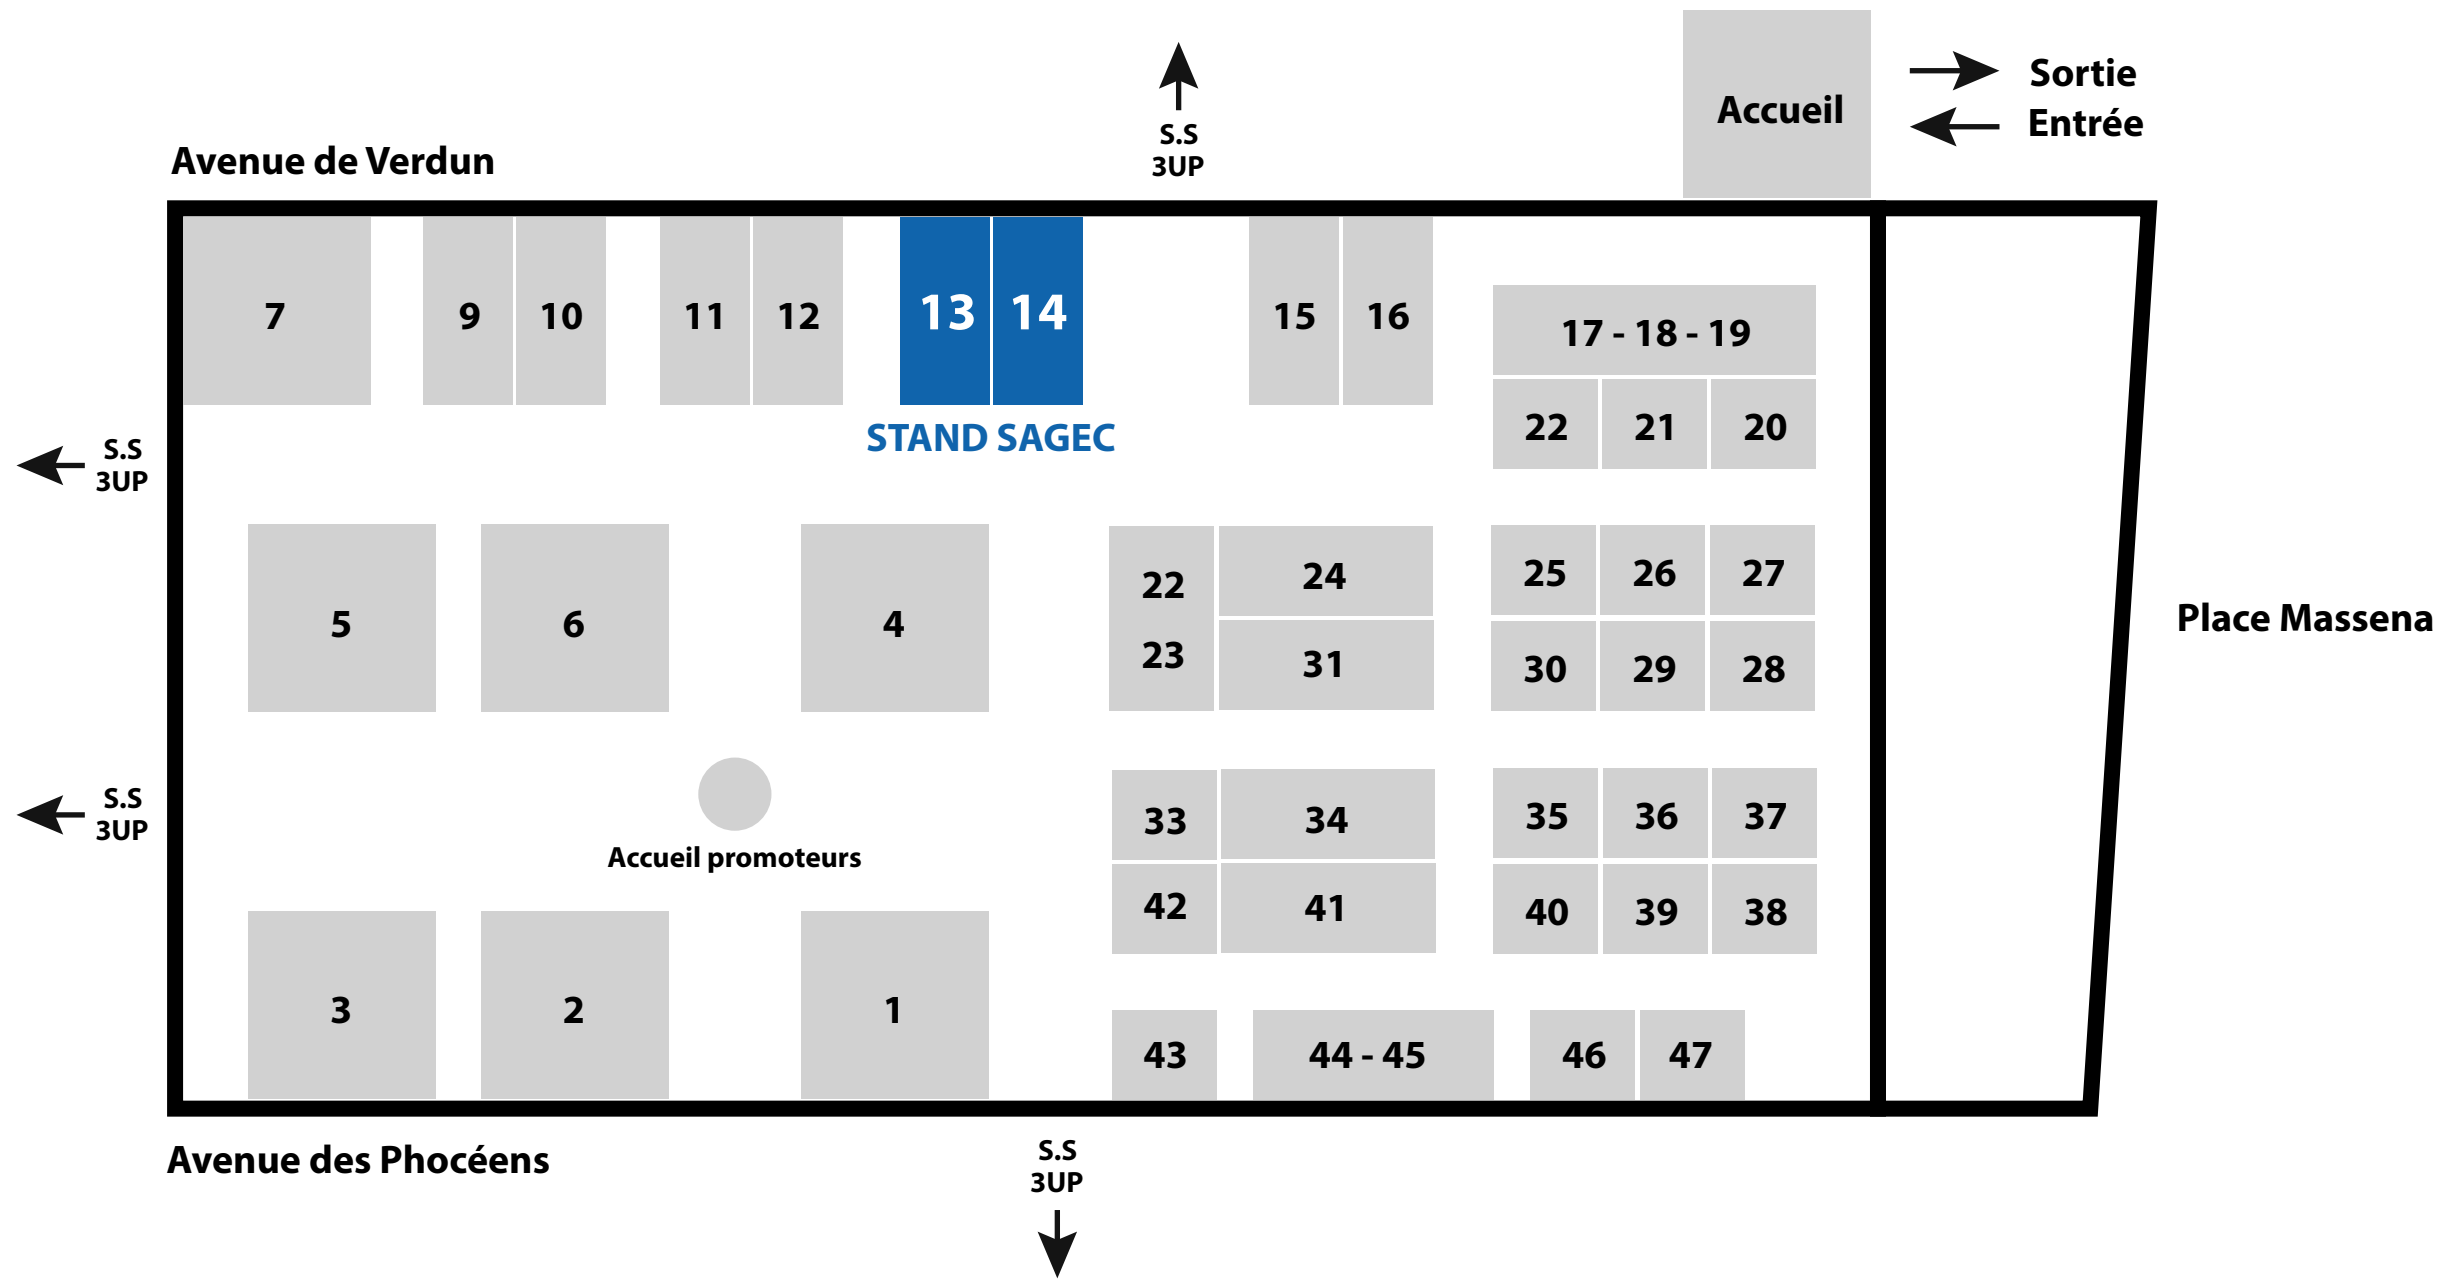 S.S
3UP
Accueil
Sortie
Entrée
Avenue de Verdun
7
9
10
11
12
13
14
15
16
17 - 18 - 19
22
21
20
STAND SAGEC
S.S
3UP
5
6
4
22
23
24
31
25
26
27
30
29
28
Place Massena
S.S
3UP
Accueil promoteurs
33
34
42
41
35
36
37
40
39
38
3
2
1
43
44 - 45
46
47
Avenue des Phocéens
S.S
3UP